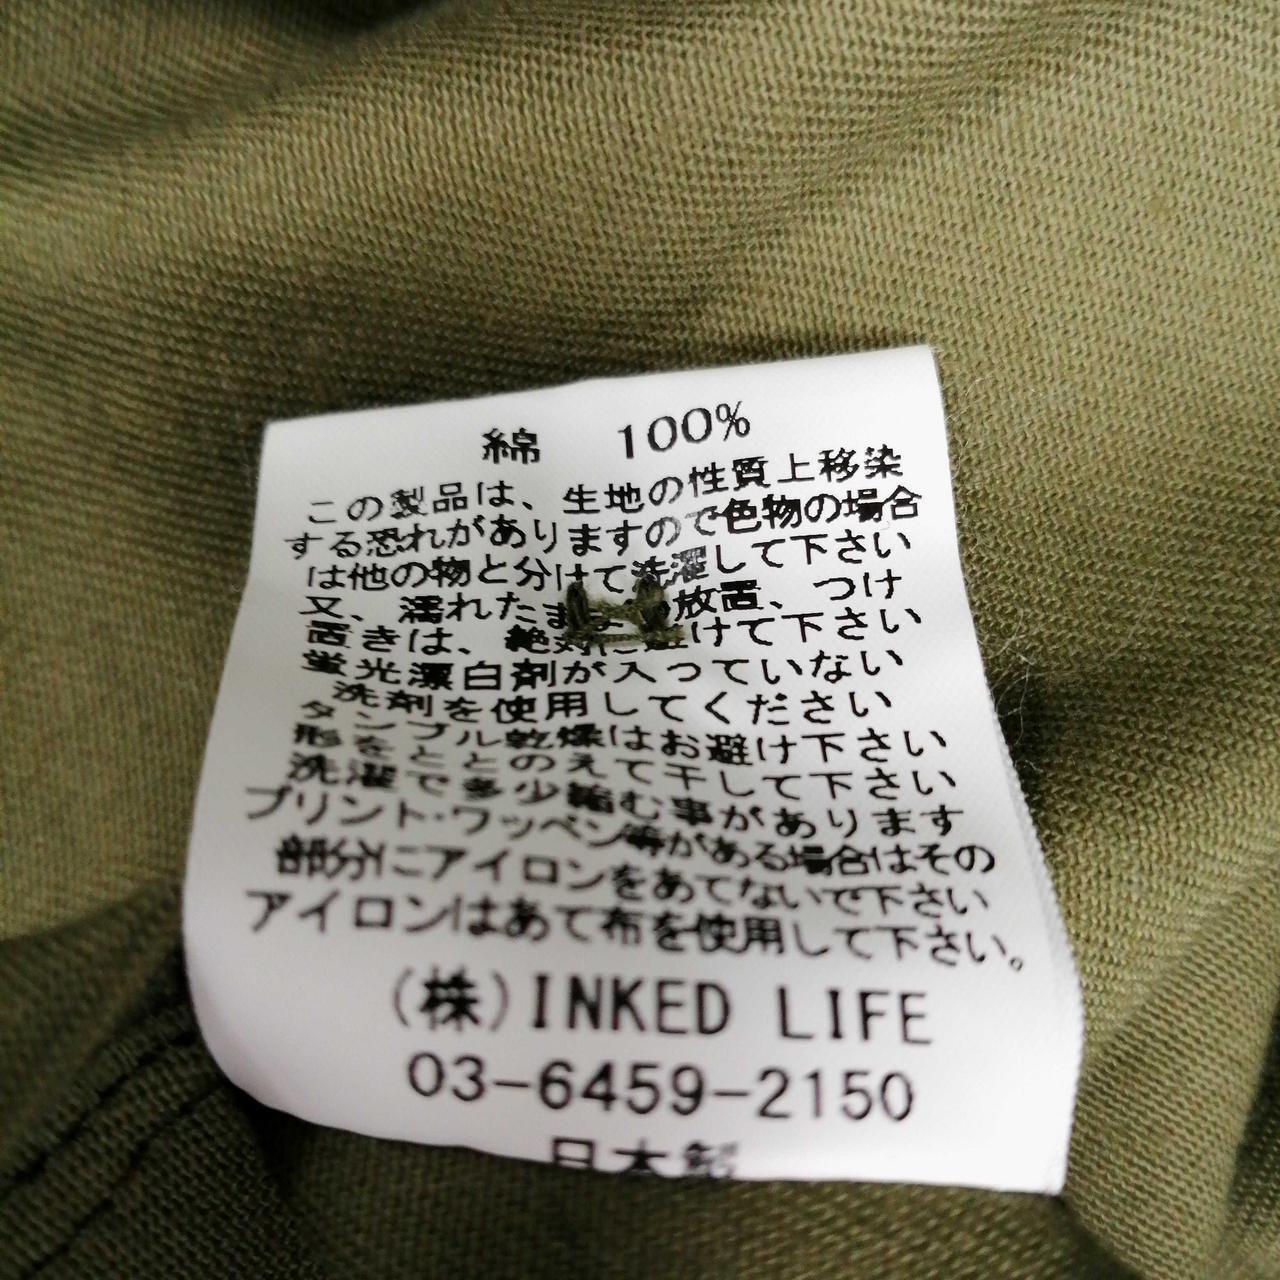 綿 100%
この製品は、生地の性質上移染
する恐れがありますので色物の場合
は他の物と分けて洗濯して下さい
又、濡れたまま 放置、つけ
置きは、絶対に避けて下さい
蛍光漂白剤が入っていない
洗剤を使用してください
タンブル乾燥はお避け下さい
形をととのえて干して下さい
洗濯で多少縮む事があります
プリント・ワッペン等がある場合はその
部分にアイロンをあてないで下さい
アイロンはあて布を使用して下さい。
(株)INKED LIFE
03-6459-2150
日本製